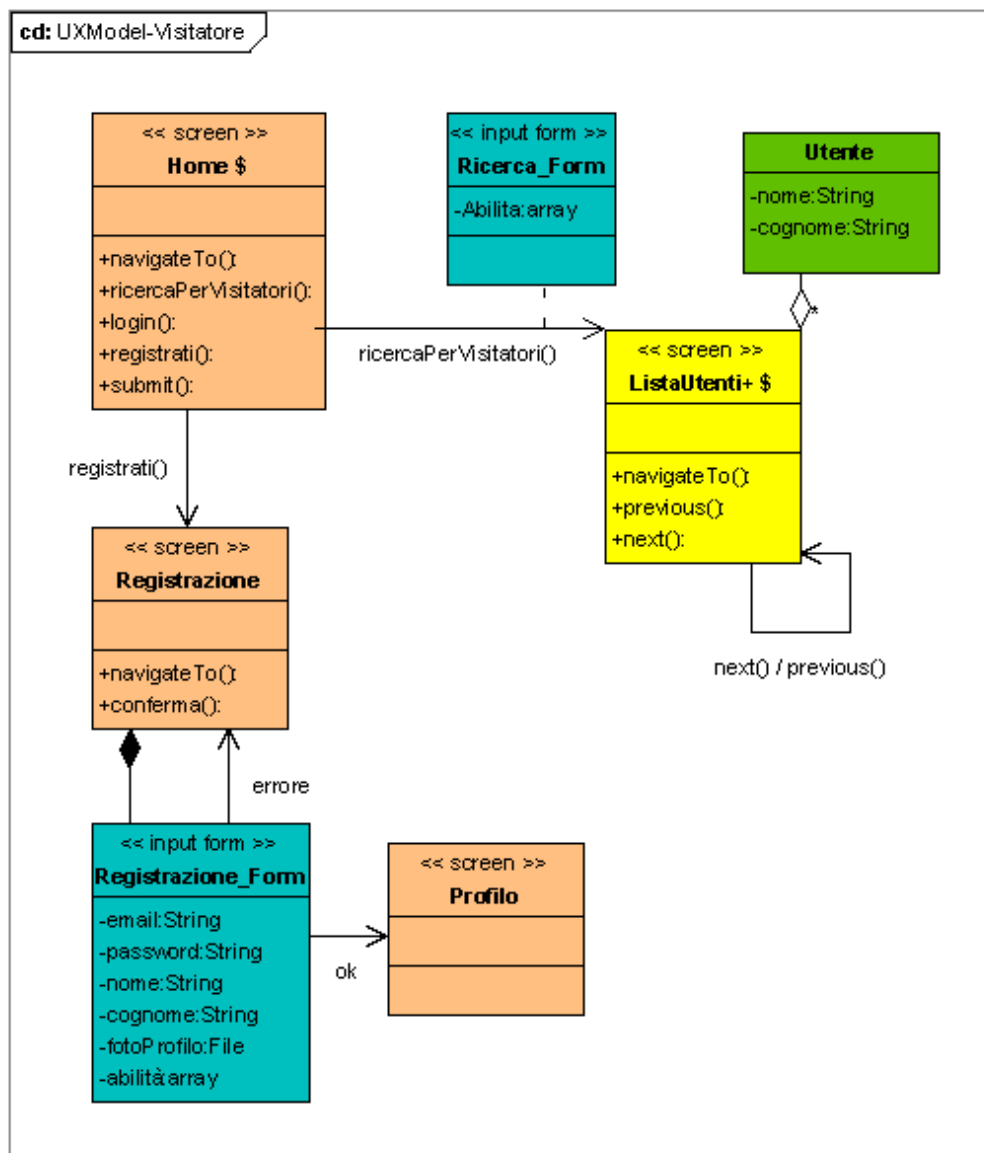 cd: UXModel-Visitatore
<< screen >>
Home $
+navigateTo():
+ricercaPerVisitatori():
+login():
+registrati():
+submit():
<< input form >>
Ricerca_Form
-Abilita:array
Utente
-nome:String
-cognome:String
*
ricercaPerVisitatori()
<< screen >>
ListaUtenti+ $
+navigateTo():
+previous():
+next():
next() / previous()
registrati()
<< screen >>
Registrazione
+navigateTo():
+conferma():
errore
<< input form >>
Registrazione_Form
-email:String
-password:String
-nome:String
-cognome:String
-fotoProfilo:File
-abilità:array
ok
<< screen >>
Profilo